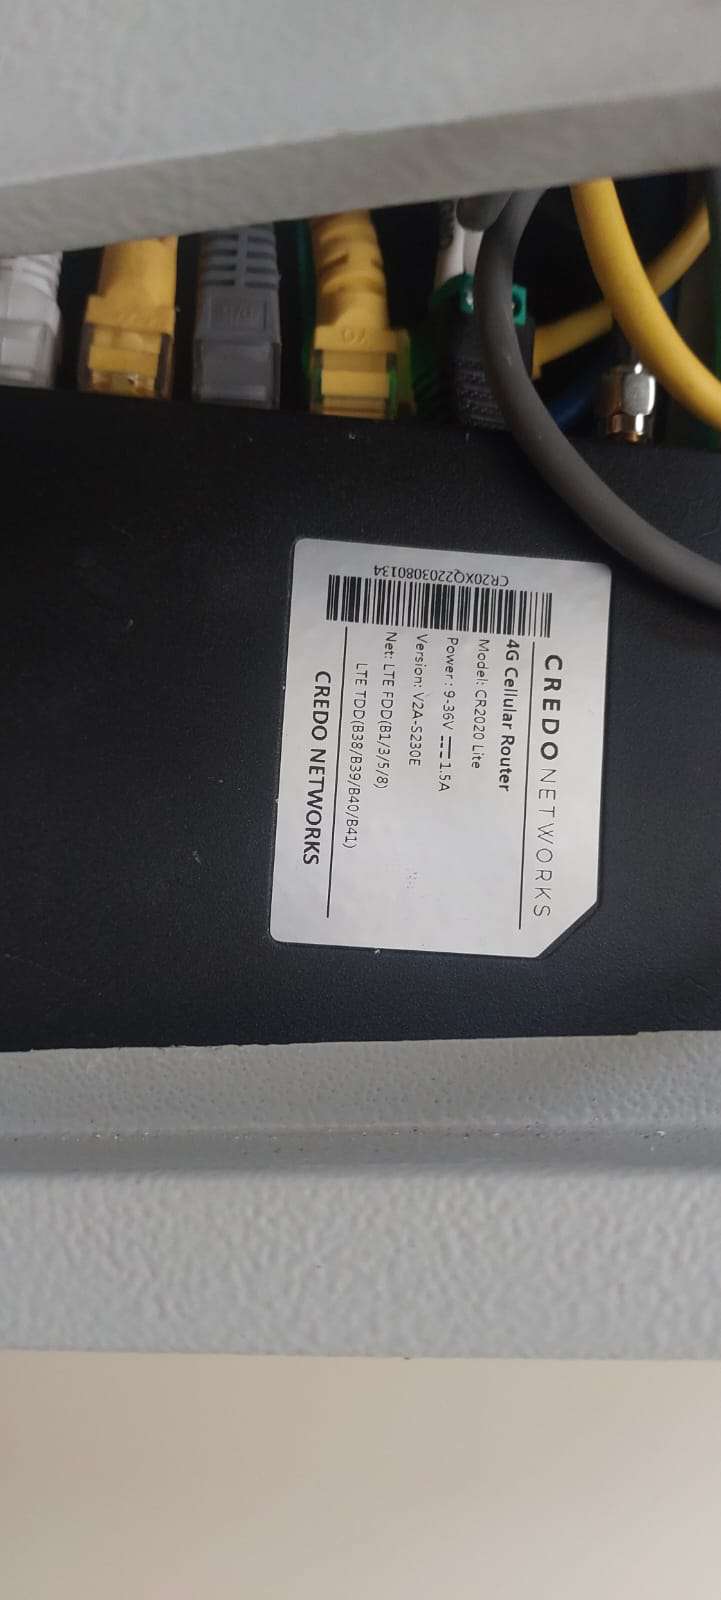 CREDO NETWORKS
4G Cellular Router
Model: CR2020 Lite
Power: 9-36V ⎓ 1.5A
Version: V2A-S230E
Net: LTE FDD(B1/3/5/8)
LTE TDD(B38/B39/B40/B41)
CREDO NETWORKS
CR20XQ2203080134